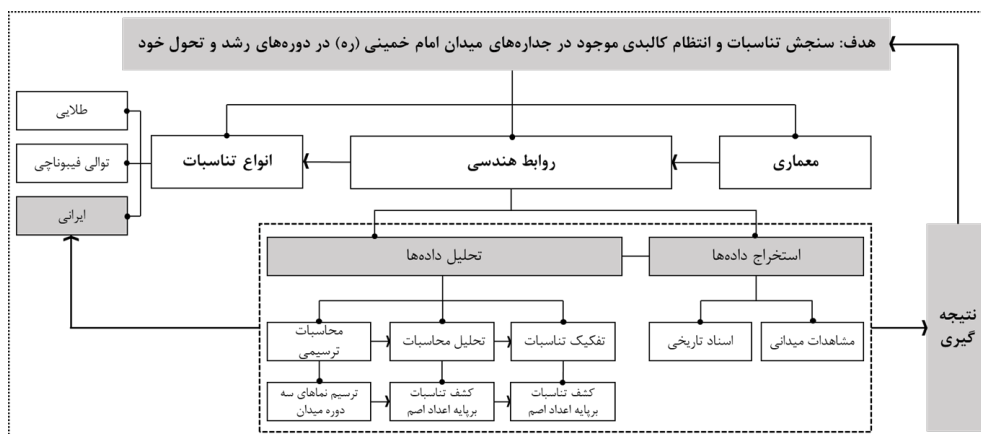 هدف: سنجش تناسبات و انتظام کالبدی موجود در جداره‌های میدان امام خمینی (ره) در دوره‌های رشد و تحول خود
معماری
روابط هندسی
انواع تناسبات
طلایی
توالی فیبوناچی
ایرانی
استخراج داده‌ها
تحلیل داده‌ها
مشاهدات میدانی
اسناد تاریخی
تفکیک تناسبات
تحلیل محاسبات
محاسبات
ترسیمی
کشف تناسبات
برپایه اعداد اصم
کشف تناسبات
برپایه اعداد اصم
ترسیم نماهای سه
دوره میدان
نتیجه
گیری